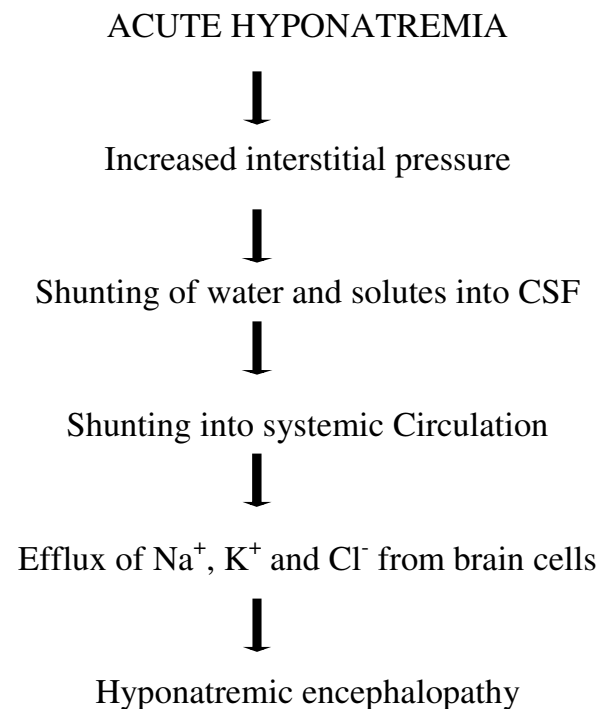 ACUTE HYPONATREMIA
Increased interstitial pressure
Shunting of water and solutes into CSF
Shunting into systemic Circulation
Efflux of Na⁺, K⁺ and Cl⁻ from brain cells
Hyponatremic encephalopathy